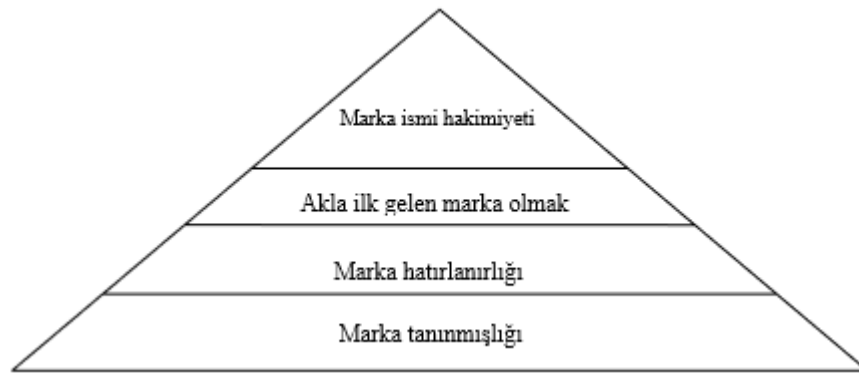 Marka ismi hakimiyeti
Akla ilk gelen marka olmak
Marka hatırlanırlığı
Marka tanınmışlığı